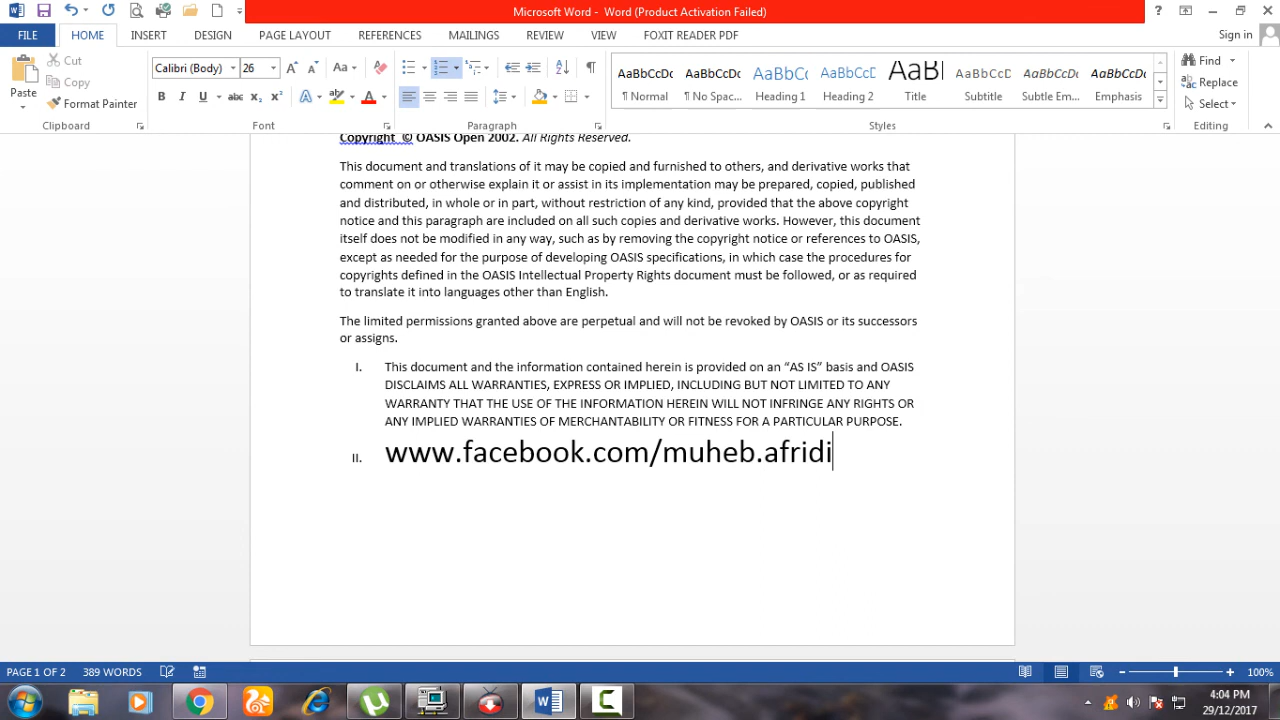 Microsoft Word - Word (Product Activation Failed)
FILE HOME INSERT DESIGN PAGE LAYOUT REFERENCES MAILINGS REVIEW VIEW FOXIT READER PDF Sign in
Paste
Cut
Copy
Format Painter
Clipboard
Calibri (Body) 26
Font
Paragraph
AaBbCcDc AaBbCcDc AaBbC AaBbCcC AaBl AaBbCcD AaBbCcDc AaBbCcDc
¶ Normal ¶ No Spac... Heading 1 Heading 2 Title Subtitle Subtle Em... Emphasis
Styles
Find
Replace
Select
Editing
Copyright © OASIS Open 2002. All Rights Reserved.
This document and translations of it may be copied and furnished to others, and derivative works that
comment on or otherwise explain it or assist in its implementation may be prepared, copied, published
and distributed, in whole or in part, without restriction of any kind, provided that the above copyright
notice and this paragraph are included on all such copies and derivative works. However, this document
itself does not be modified in any way, such as by removing the copyright notice or references to OASIS,
except as needed for the purpose of developing OASIS specifications, in which case the procedures for
copyrights defined in the OASIS Intellectual Property Rights document must be followed, or as required
to translate it into languages other than English.
The limited permissions granted above are perpetual and will not be revoked by OASIS or its successors
or assigns.
I. This document and the information contained herein is provided on an “AS IS” basis and OASIS
DISCLAIMS ALL WARRANTIES, EXPRESS OR IMPLIED, INCLUDING BUT NOT LIMITED TO ANY
WARRANTY THAT THE USE OF THE INFORMATION HEREIN WILL NOT INFRINGE ANY RIGHTS OR
ANY IMPLIED WARRANTIES OF MERCHANTABILITY OR FITNESS FOR A PARTICULAR PURPOSE.
II. www.facebook.com/muheb.afridi
PAGE 1 OF 2 389 WORDS 100%
4:04 PM
29/12/2017